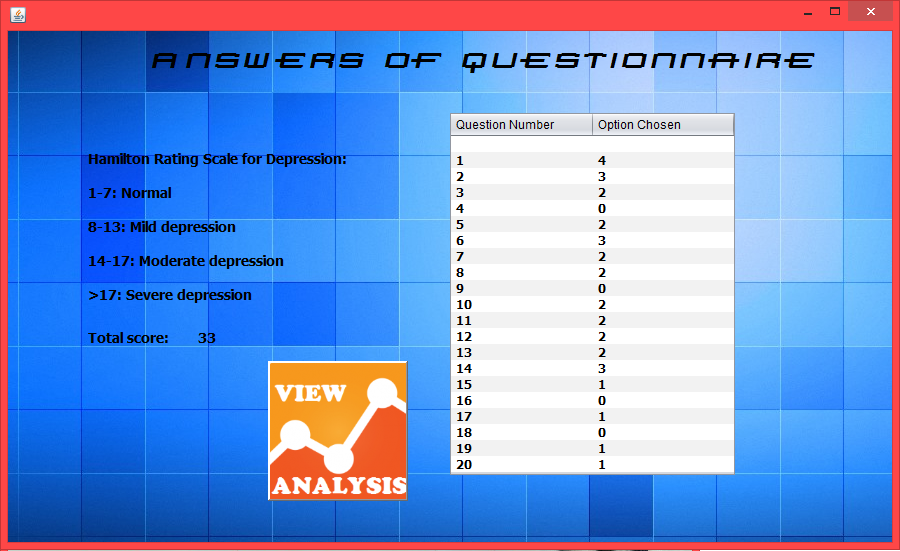 ANSWERS OF QUESTIONNAIRE
Hamilton Rating Scale for Depression:
1-7: Normal
8-13: Mild depression
14-17: Moderate depression
>17: Severe depression
Total score: 33
VIEW
ANALYSIS
Question Number Option Chosen
1 4
2 3
3 2
4 0
5 2
6 3
7 2
8 2
9 0
10 2
11 2
12 2
13 2
14 3
15 1
16 0
17 1
18 0
19 1
20 1